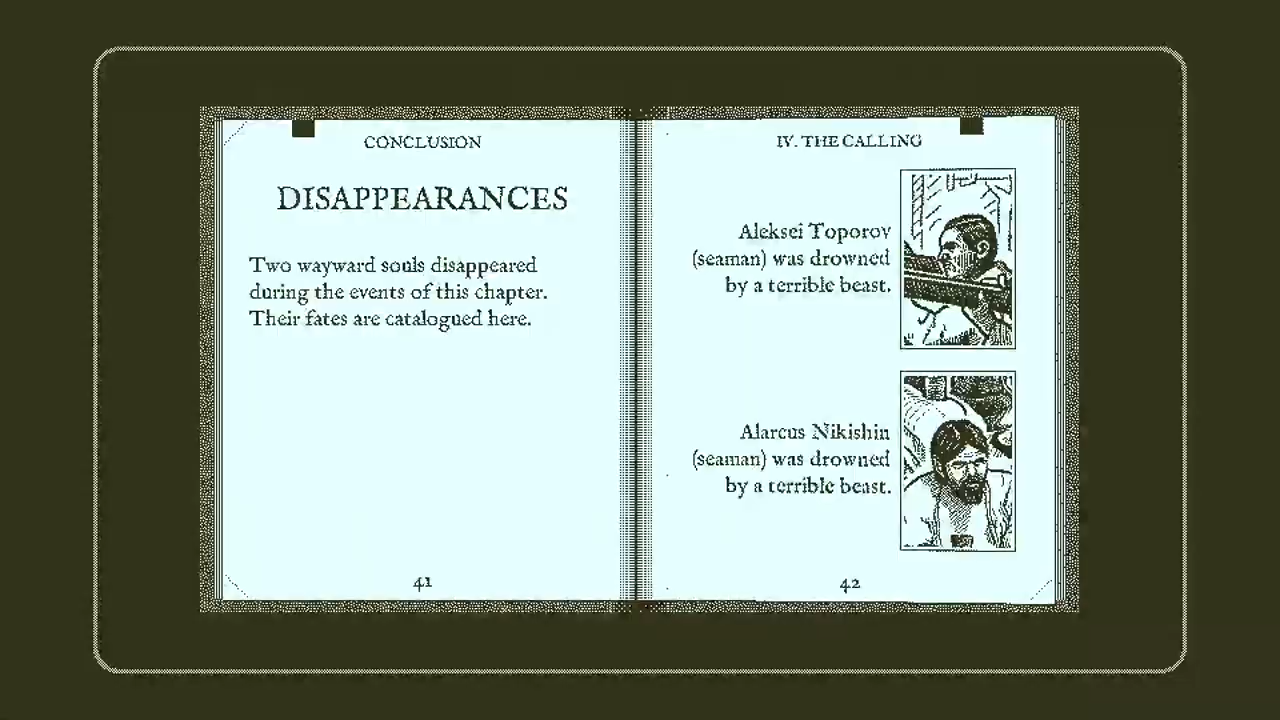 CONCLUSION
DISAPPEARANCES
Two wayward souls disappeared
during the events of this chapter.
Their fates are catalogued here.
41
IV. THE CALLING
Aleksei Toporov
(seaman) was drowned
by a terrible beast.
Alarcus Nikishin
(seaman) was drowned
by a terrible beast.
42